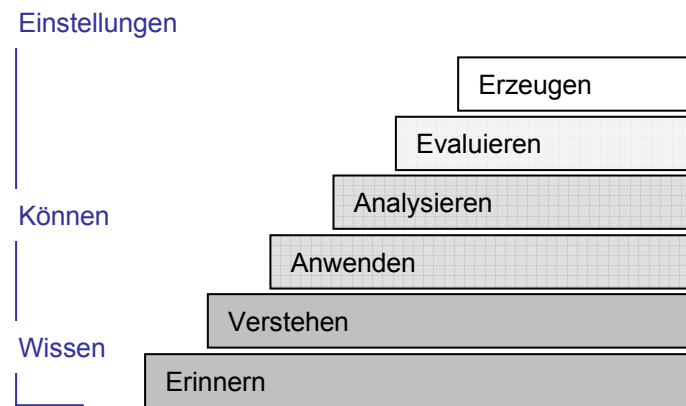 Einstellungen
Erzeugen
Evaluieren
Analysieren
Können
Anwenden
Verstehen
Wissen
Erinnern